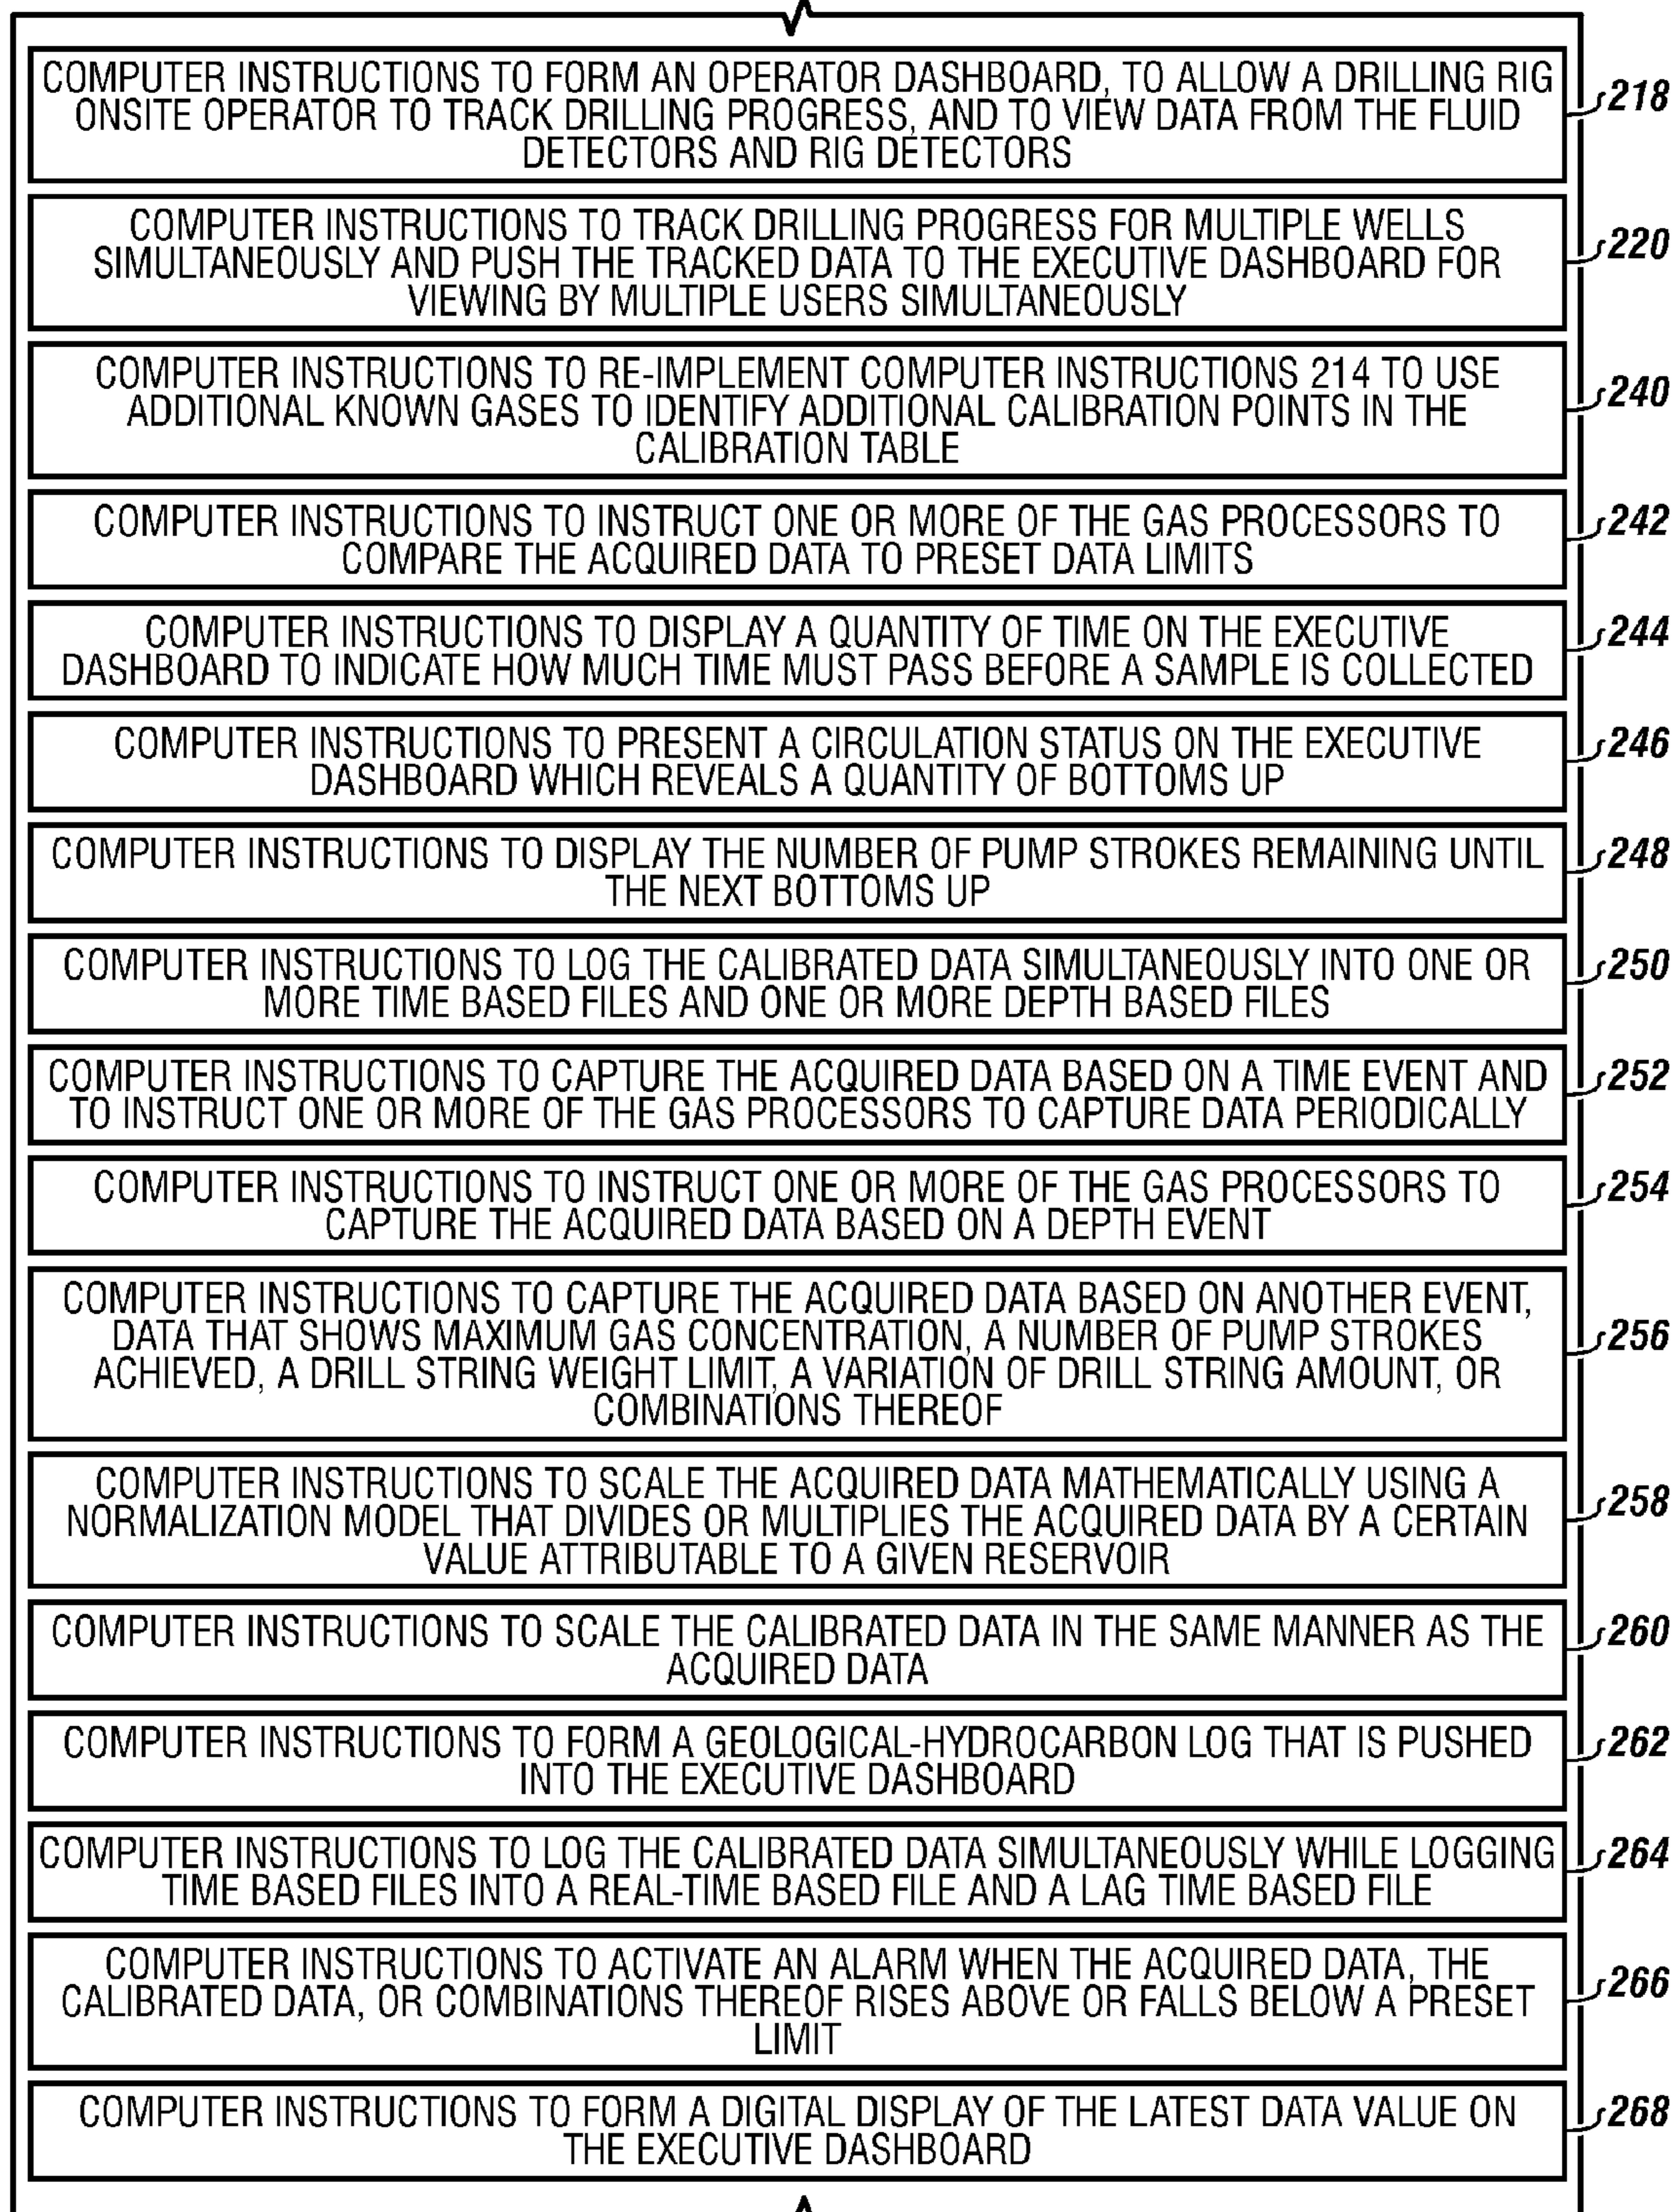 COMPUTER INSTRUCTIONS TO FORM AN OPERATOR DASHBOARD, TO ALLOW A DRILLING RIG
ONSITE OPERATOR TO TRACK DRILLING PROGRESS, AND TO VIEW DATA FROM THE FLUID
DETECTORS AND RIG DETECTORS
218
COMPUTER INSTRUCTIONS TO TRACK DRILLING PROGRESS FOR MULTIPLE WELLS
SIMULTANEOUSLY AND PUSH THE TRACKED DATA TO THE EXECUTIVE DASHBOARD FOR
VIEWING BY MULTIPLE USERS SIMULTANEOUSLY
220
COMPUTER INSTRUCTIONS TO RE-IMPLEMENT COMPUTER INSTRUCTIONS 214 TO USE
ADDITIONAL KNOWN GASES TO IDENTIFY ADDITIONAL CALIBRATION POINTS IN THE
CALIBRATION TABLE
240
COMPUTER INSTRUCTIONS TO INSTRUCT ONE OR MORE OF THE GAS PROCESSORS TO
COMPARE THE ACQUIRED DATA TO PRESET DATA LIMITS
242
COMPUTER INSTRUCTIONS TO DISPLAY A QUANTITY OF TIME ON THE EXECUTIVE
DASHBOARD TO INDICATE HOW MUCH TIME MUST PASS BEFORE A SAMPLE IS COLLECTED
244
COMPUTER INSTRUCTIONS TO PRESENT A CIRCULATION STATUS ON THE EXECUTIVE
DASHBOARD WHICH REVEALS A QUANTITY OF BOTTOMS UP
246
COMPUTER INSTRUCTIONS TO DISPLAY THE NUMBER OF PUMP STROKES REMAINING UNTIL
THE NEXT BOTTOMS UP
248
COMPUTER INSTRUCTIONS TO LOG THE CALIBRATED DATA SIMULTANEOUSLY INTO ONE OR
MORE TIME BASED FILES AND ONE OR MORE DEPTH BASED FILES
250
COMPUTER INSTRUCTIONS TO CAPTURE THE ACQUIRED DATA BASED ON A TIME EVENT AND
TO INSTRUCT ONE OR MORE OF THE GAS PROCESSORS TO CAPTURE DATA PERIODICALLY
252
COMPUTER INSTRUCTIONS TO INSTRUCT ONE OR MORE OF THE GAS PROCESSORS TO
CAPTURE THE ACQUIRED DATA BASED ON A DEPTH EVENT
254
COMPUTER INSTRUCTIONS TO CAPTURE THE ACQUIRED DATA BASED ON ANOTHER EVENT,
DATA THAT SHOWS MAXIMUM GAS CONCENTRATION, A NUMBER OF PUMP STROKES
ACHIEVED, A DRILL STRING WEIGHT LIMIT, A VARIATION OF DRILL STRING AMOUNT, OR
COMBINATIONS THEREOF
256
COMPUTER INSTRUCTIONS TO SCALE THE ACQUIRED DATA MATHEMATICALLY USING A
NORMALIZATION MODEL THAT DIVIDES OR MULTIPLIES THE ACQUIRED DATA BY A CERTAIN
VALUE ATTRIBUTABLE TO A GIVEN RESERVOIR
258
COMPUTER INSTRUCTIONS TO SCALE THE CALIBRATED DATA IN THE SAME MANNER AS THE
ACQUIRED DATA
260
COMPUTER INSTRUCTIONS TO FORM A GEOLOGICAL-HYDROCARBON LOG THAT IS PUSHED
INTO THE EXECUTIVE DASHBOARD
262
COMPUTER INSTRUCTIONS TO LOG THE CALIBRATED DATA SIMULTANEOUSLY WHILE LOGGING
TIME BASED FILES INTO A REAL-TIME BASED FILE AND A LAG TIME BASED FILE
264
COMPUTER INSTRUCTIONS TO ACTIVATE AN ALARM WHEN THE ACQUIRED DATA, THE
CALIBRATED DATA, OR COMBINATIONS THEREOF RISES ABOVE OR FALLS BELOW A PRESET
LIMIT
266
COMPUTER INSTRUCTIONS TO FORM A DIGITAL DISPLAY OF THE LATEST DATA VALUE ON
THE EXECUTIVE DASHBOARD
268